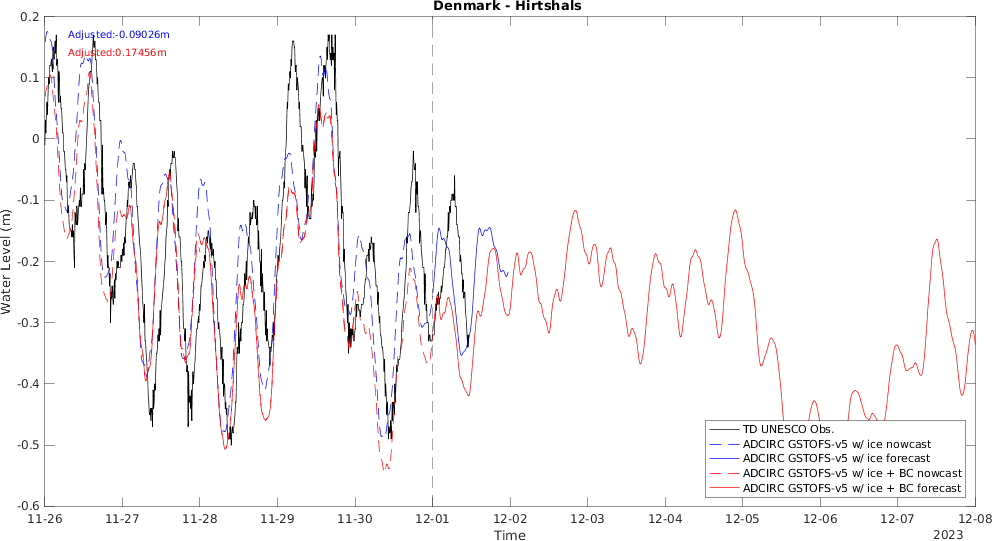 Denmark - Hirtshals
Adjusted:-0.09026m
Adjusted:0.17456m
Water Level (m)
0.2
0.1
0
-0.1
-0.2
-0.3
-0.4
-0.5
-0.6
TD UNESCO Obs.
ADCIRC GSTOFS-v5 w/ ice nowcast
ADCIRC GSTOFS-v5 w/ ice forecast
ADCIRC GSTOFS-v5 w/ ice + BC nowcast
ADCIRC GSTOFS-v5 w/ ice + BC forecast
11-26 11-27 11-28 11-29 11-30 12-01 12-02 12-03 12-04 12-05 12-06 12-07 12-08
Time
2023